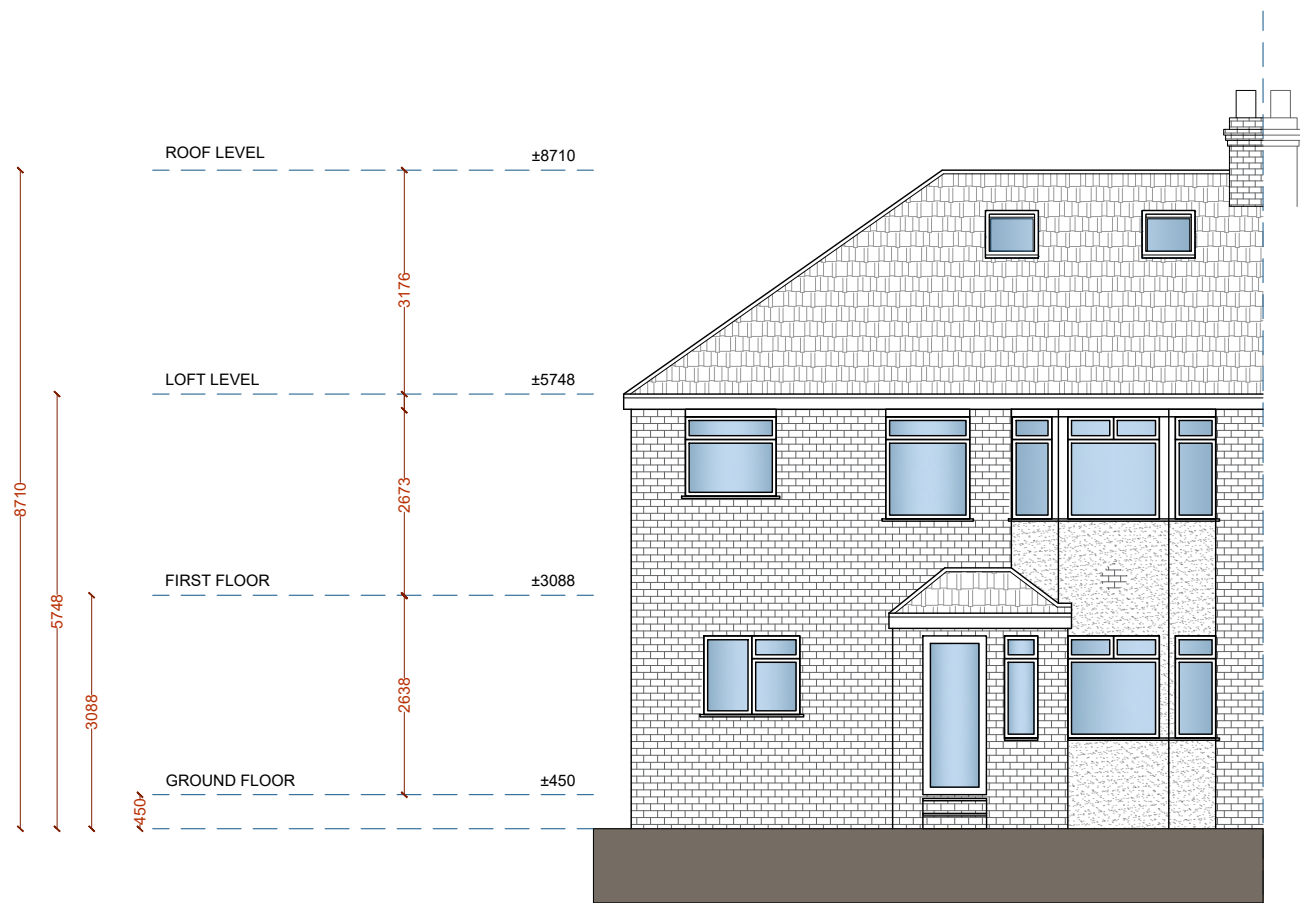 ROOF LEVEL ±8710
3176
LOFT LEVEL ±5748
8710
2673
FIRST FLOOR ±3088
5748
2638
3088
GROUND FLOOR ±450
450